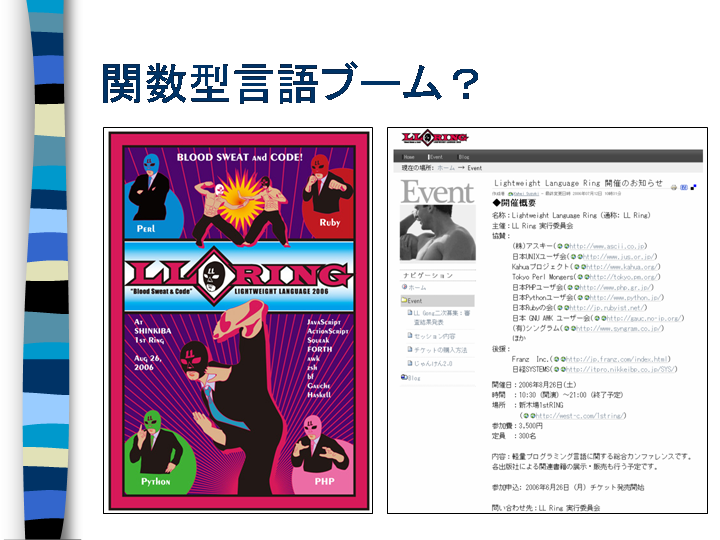 関数型言語ブーム？
BLOOD SWEAT and CODE!
PERL
RUBY
LL RING
"Blood Sweat & Code" LIGHTWEIGHT LANGUAGE 2006
AT
SHINKIBA
1ST RING
AUG 26,
2006
JAVASCRIPT
ACTIONSCRIPT
SQUEAK
FORTH
AWK
ZSH
BF
GAUCHE
HASKELL
PYTHON
PHP
LL RING
Home Event Blog
現在の場所: ホーム → Event
Event
ナビゲーション
ホーム
Event
LL Gong二次募集：審
査結果発表
セッション内容
チケットの購入方法
じゃんけん2.0
Blog
Lightweight Language Ring 開催のお知らせ
◆開催概要
名称：Lightweight Language Ring (通称：LL Ring)
主催：LL Ring 実行委員会
協賛：
(株)アスキー(http://www.ascii.co.jp)
日本UNIXユーザ会(http://www.jus.or.jp/)
Kahuaプロジェクト(http://www.kahua.org/)
Tokyo Perl Mongers(http://tokyo.pm.org/)
日本PHPユーザ会(http://www.php.gr.jp/)
日本Pythonユーザ会(http://www.python.jp/)
日本Rubyの会(http://jp.rubyist.net/)
日本 GNU AWK ユーザー会(http://gauc.no-ip.org/)
(有)シングラム(http://www.syngram.co.jp/)
ほか
後援：
Franz Inc.(http://jp.franz.com/index.html)
日経SYSTEMS(http://itpro.nikkeibp.co.jp/SYS/)
開催日：2006年8月26日(土)
時間 ：10:30 (開演) ～21:00 (終了予定)
場所 ：新木場1stRING
(http://west-c.com/1string/)
参加費：3,500円
定員 ：300名
内容：軽量プログラミング言語に関する総合カンファレンスです。
各出版社による関連書籍の展示・販売も行う予定です。
参加申込：2006年6月26日 (月) チケット発売開始
問い合わせ先：LL Ring 実行委員会